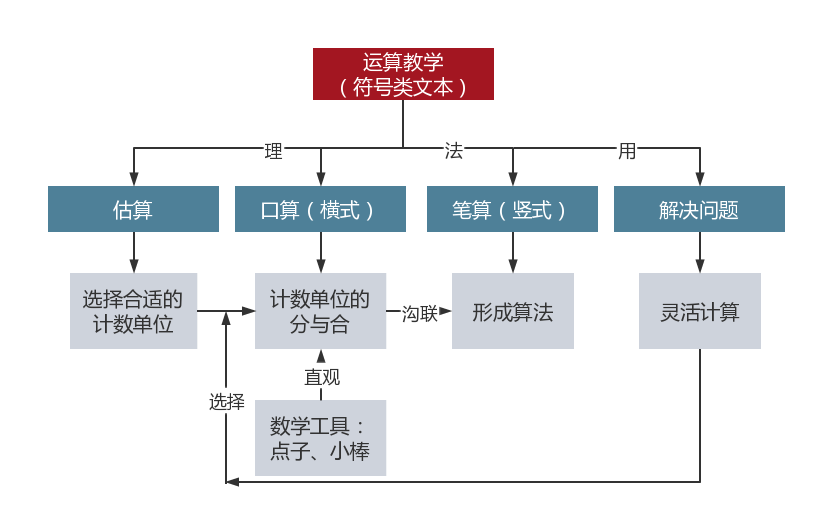 运算教学
（符号类文本）
理
法
用
估算
口算（横式）
笔算（竖式）
解决问题
选择合适的
计数单位
计数单位的
分与合
沟联
形成算法
灵活计算
直观
选择
数学工具：
点子、小棒